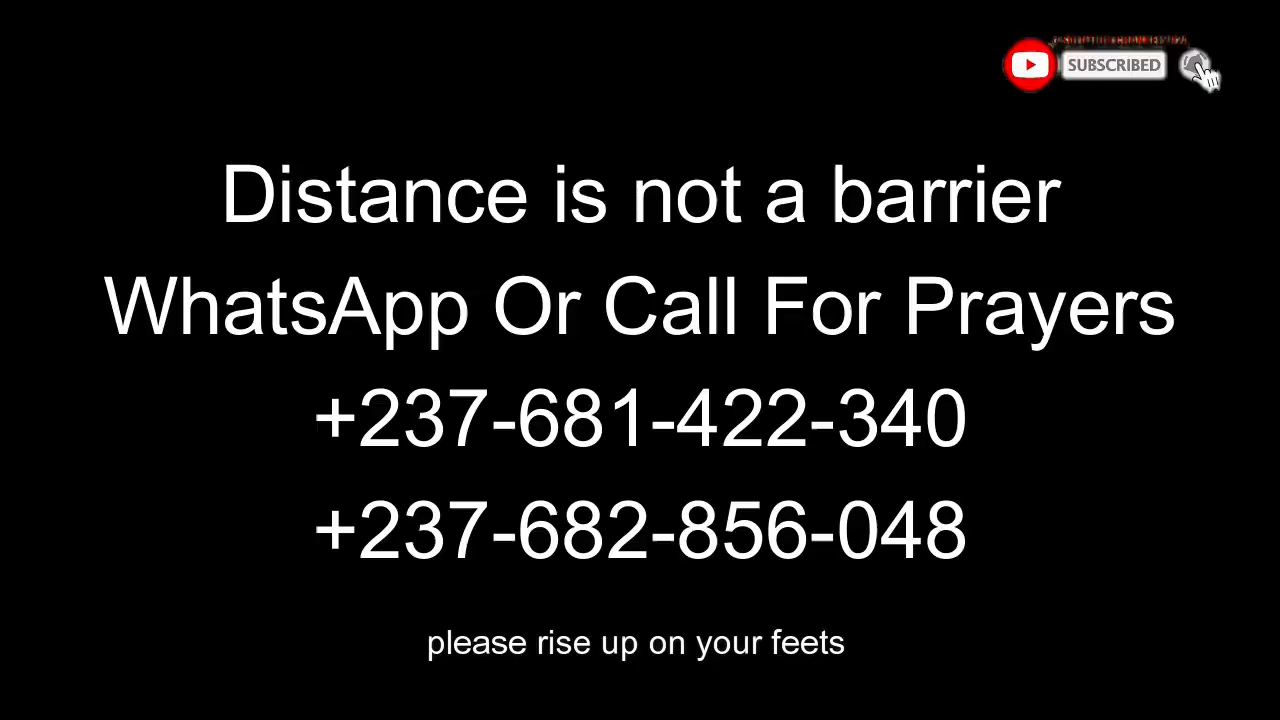 SUBSCRIBED
Distance is not a barrier
WhatsApp Or Call For Prayers
+237-681-422-340
+237-682-856-048
please rise up on your feets